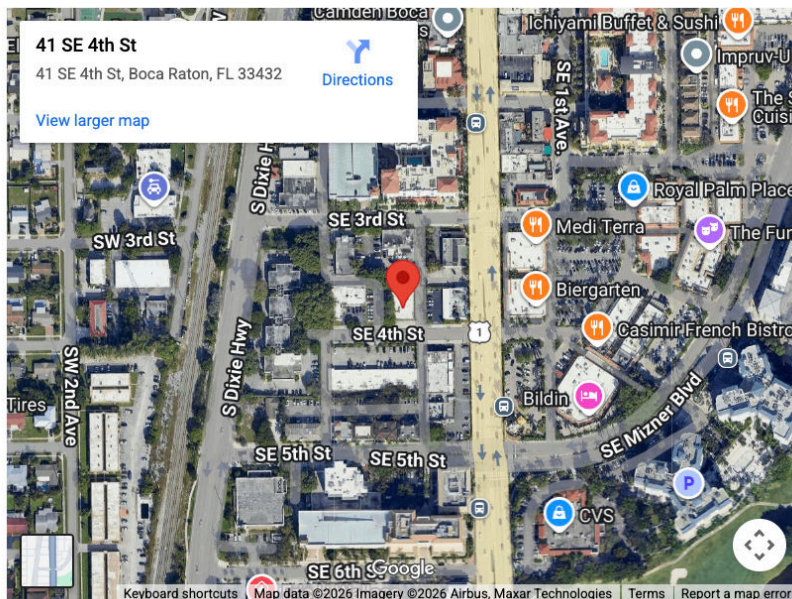 41 SE 4th St
41 SE 4th St, Boca Raton, FL 33432
Directions
View larger map
Camden Boca
Ichiyami Buffet & Sushi
Impruv-U
The S
Cuisi
SE 1st Ave.
S Dixie Hwy
Royal Palm Place
SE 3rd St
SW 3rd St
Medi Terra
The Fun
Biergarten
SE 4th St
1
Casimir French Bistro
S Dixie Hwy
SW 2nd Ave
Tires
Bildin
SE Mizner Blvd
SE 5th St
SE 5th St
P
CVS
SE 6th St
Google
Keyboard shortcuts
Map data ©2026 Imagery ©2026 Airbus, Maxar Technologies
Terms
Report a map error